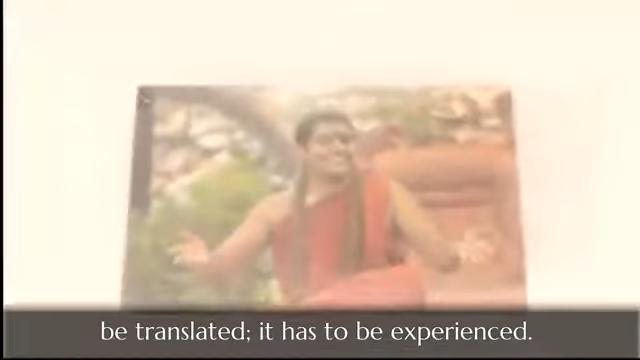 be translated; it has to be experienced.